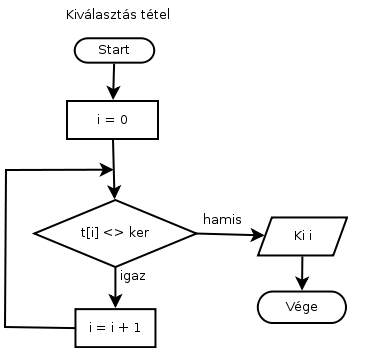 Kiválasztás tétel
Start
i = 0
t[i] <> ker
hamis
Ki i
igaz
i = i + 1
Vége